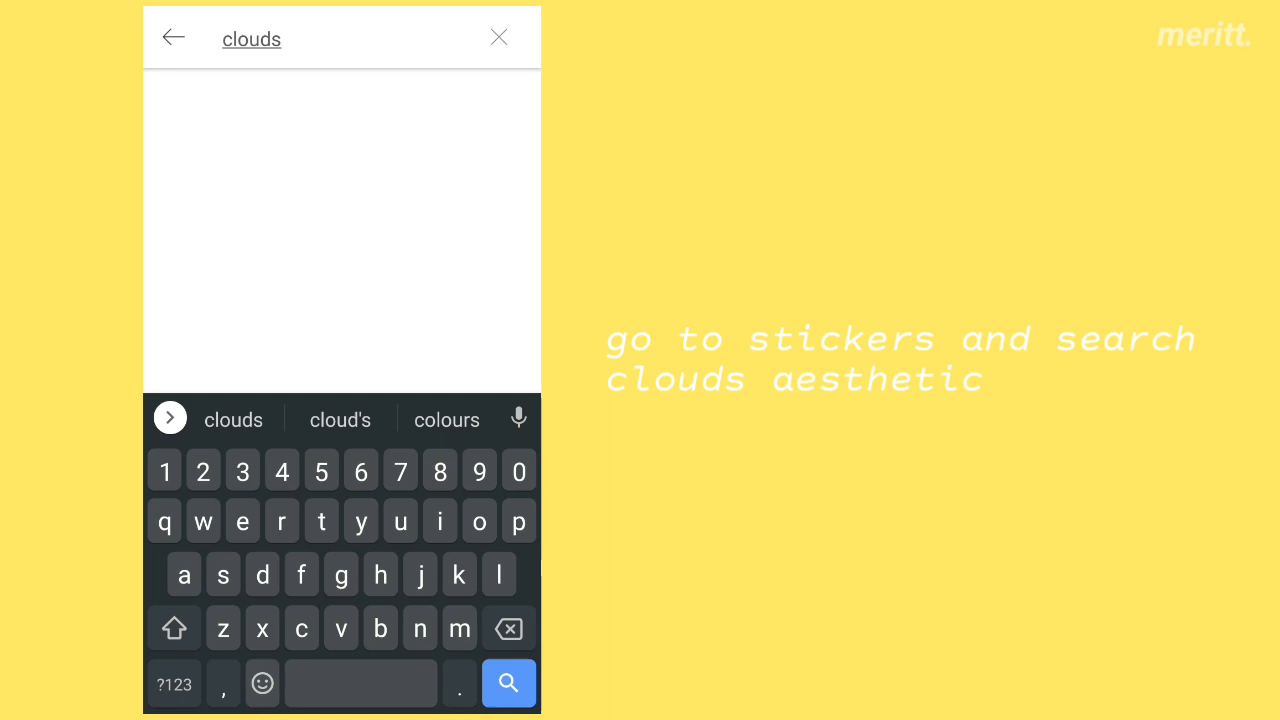 clouds
meritt.
go to stickers and search
clouds aesthetic
clouds cloud's colours
1 2 3 4 5 6 7 8 9 0
q w e r t y u i o p
a s d f g h j k l
z x c v b n m
?123 , .